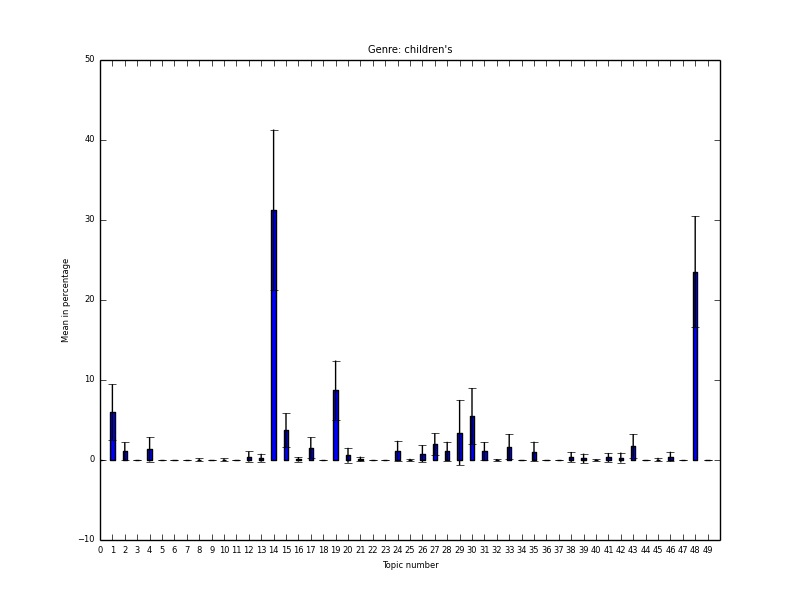 Genre: children's
50
40
30
20
10
0
−10
Mean in percentage
0 1 2 3 4 5 6 7 8 9 10 11 12 13 14 15 16 17 18 19 20 21 22 23 24 25 26 27 28 29 30 31 32 33 34 35 36 37 38 39 40 41 42 43 44 45 46 47 48 49
Topic number